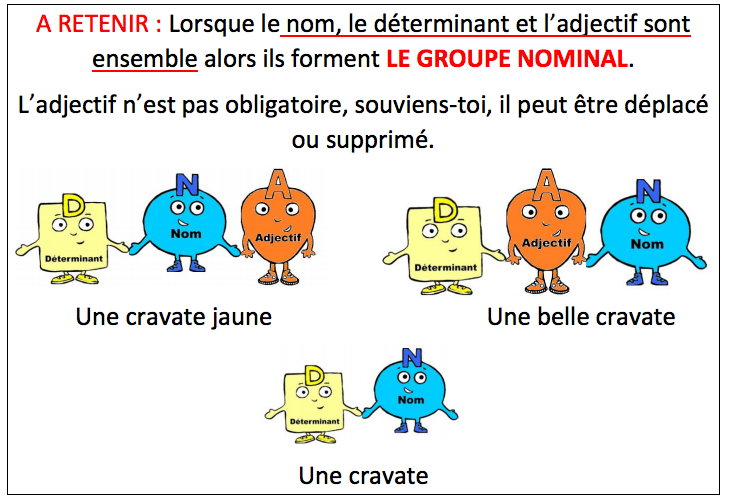 A RETENIR : Lorsque le nom, le déterminant et l’adjectif sont
ensemble alors ils forment LE GROUPE NOMINAL.
L’adjectif n’est pas obligatoire, souviens-toi, il peut être déplacé
ou supprimé.
D N A
Déterminant Nom Adjectif
D A N
Déterminant Adjectif Nom
Une cravate jaune
Une belle cravate
D N
Déterminant Nom
Une cravate